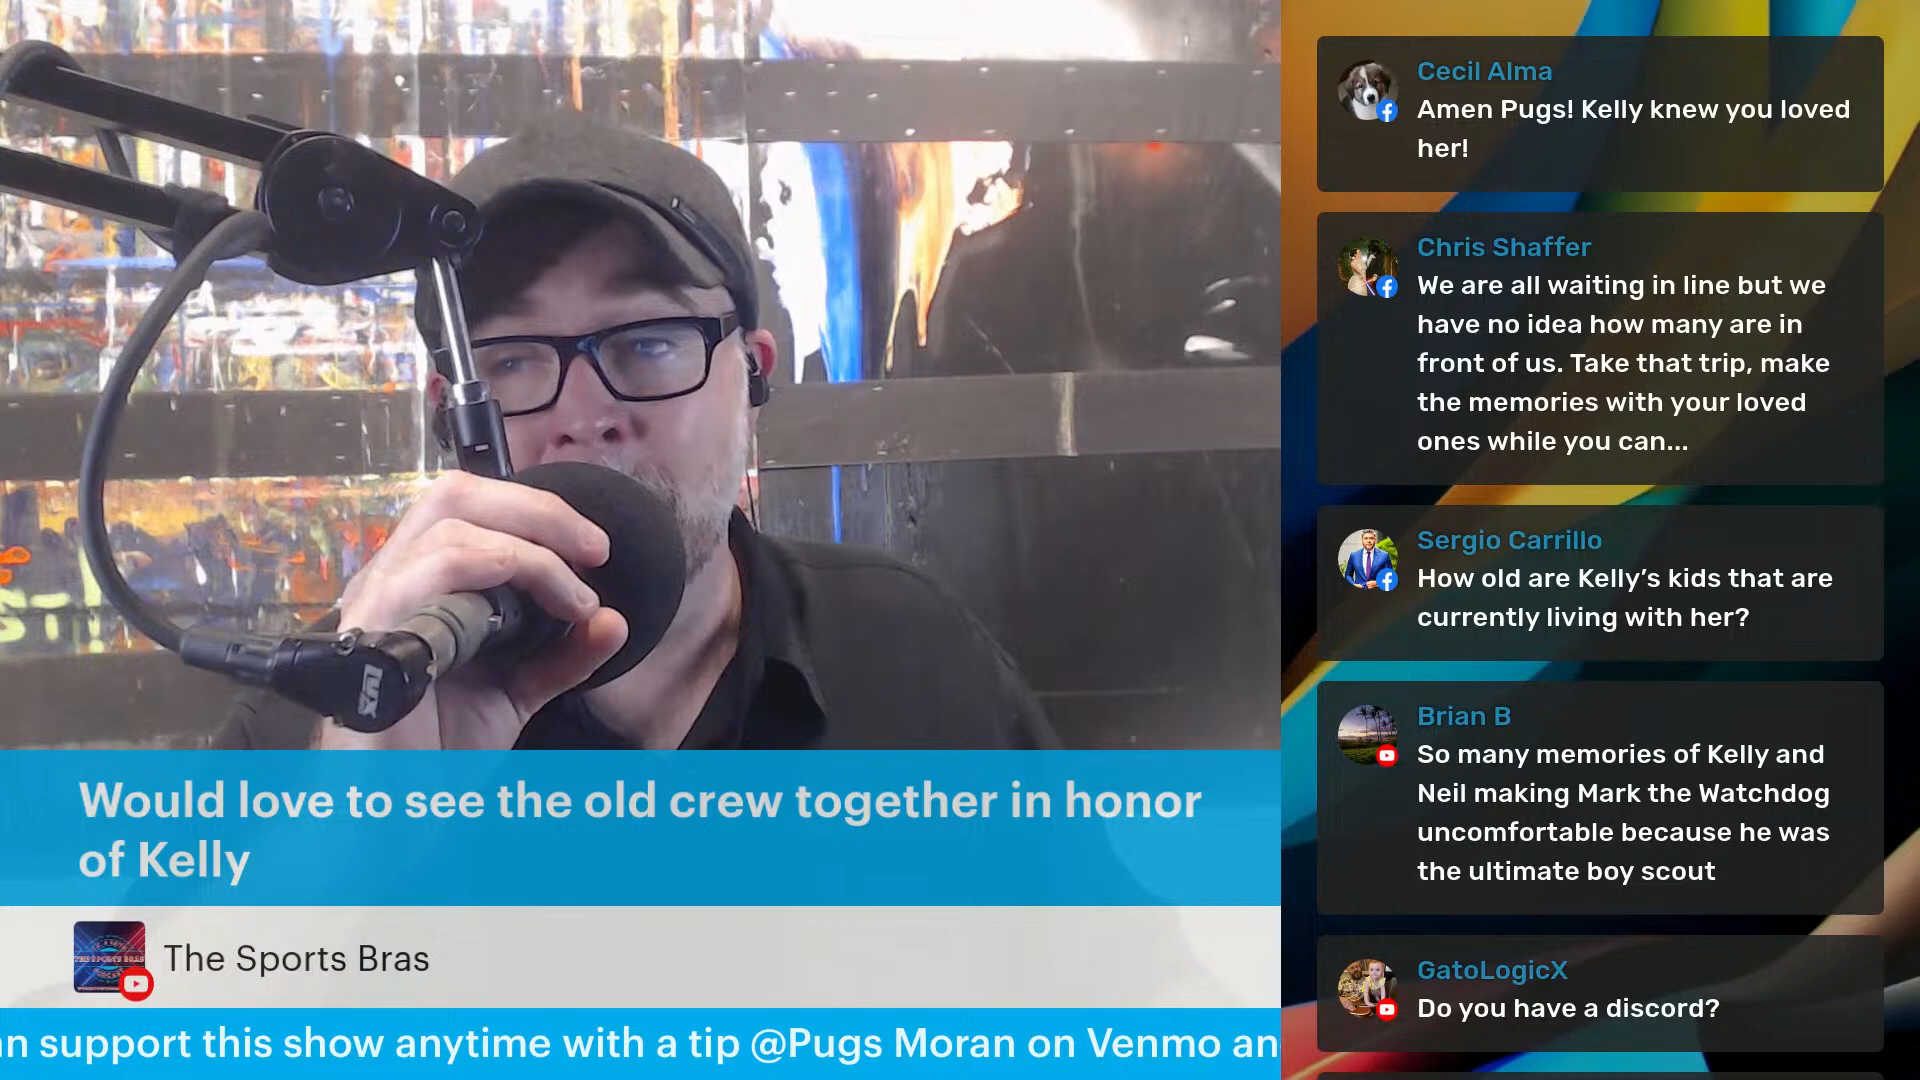 Cecil Alma
Amen Pugs! Kelly knew you loved
her!
Chris Shaffer
We are all waiting in line but we
have no idea how many are in
front of us. Take that trip, make
the memories with your loved
ones while you can...
Sergio Carrillo
How old are Kelly’s kids that are
currently living with her?
Brian B
So many memories of Kelly and
Neil making Mark the Watchdog
uncomfortable because he was
the ultimate boy scout
GatoLogicX
Do you have a discord?
Would love to see the old crew together in honor
of Kelly
The Sports Bras
an support this show anytime with a tip @Pugs Moran on Venmo an